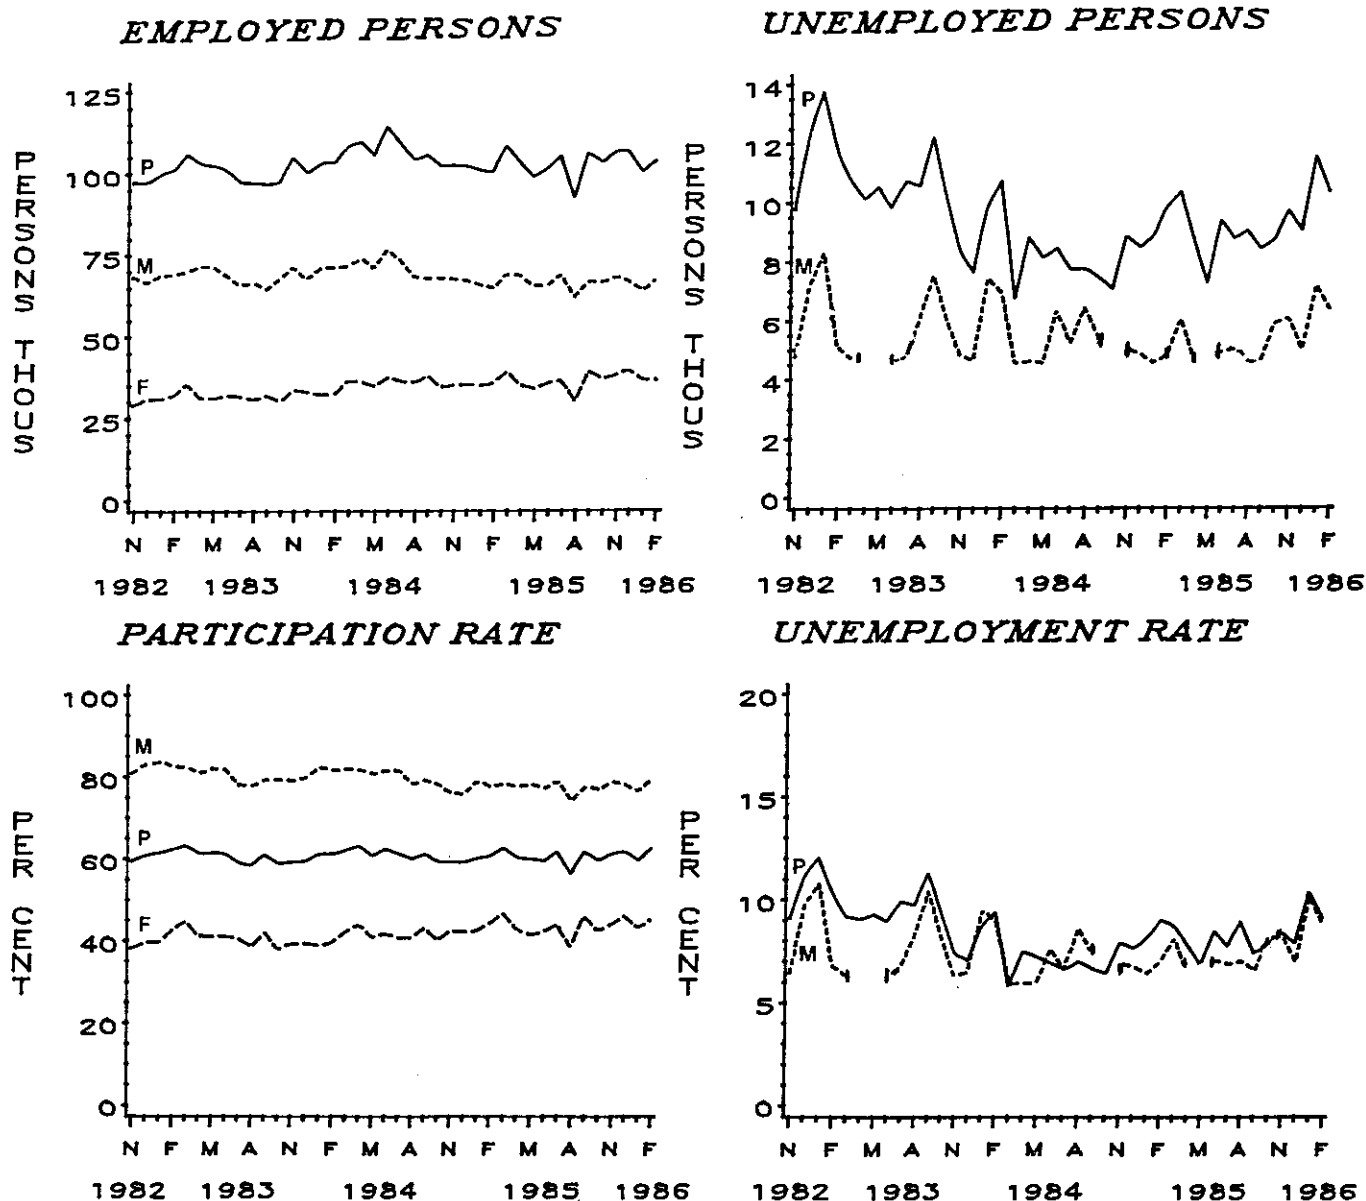 EMPLOYED PERSONS
PERSONS THOUS
125
100
75
50
25
0
P
M
F
N F M A N F M A N F M A N F
1982 1983 1984 1985 1986
UNEMPLOYED PERSONS
PERSONS THOUS
14
12
10
8
6
4
2
0
P
M
N F M A N F M A N F M A N F
1982 1983 1984 1985 1986
PARTICIPATION RATE
PER CENT
100
80
60
40
20
0
M
P
F
N F M A N F M A N F M A N F
1982 1983 1984 1985 1986
UNEMPLOYMENT RATE
PER CENT
20
15
10
5
0
P
M
N F M A N F M A N F M A N F
1982 1983 1984 1985 1986